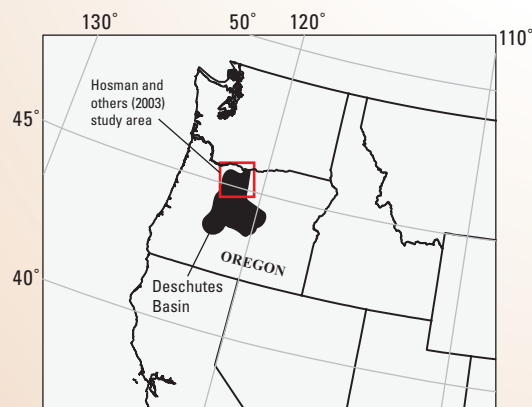 130°
50°
120°
110°
Hosman and
others (2003)
study area
45°
OREGON
40°
Deschutes
Basin